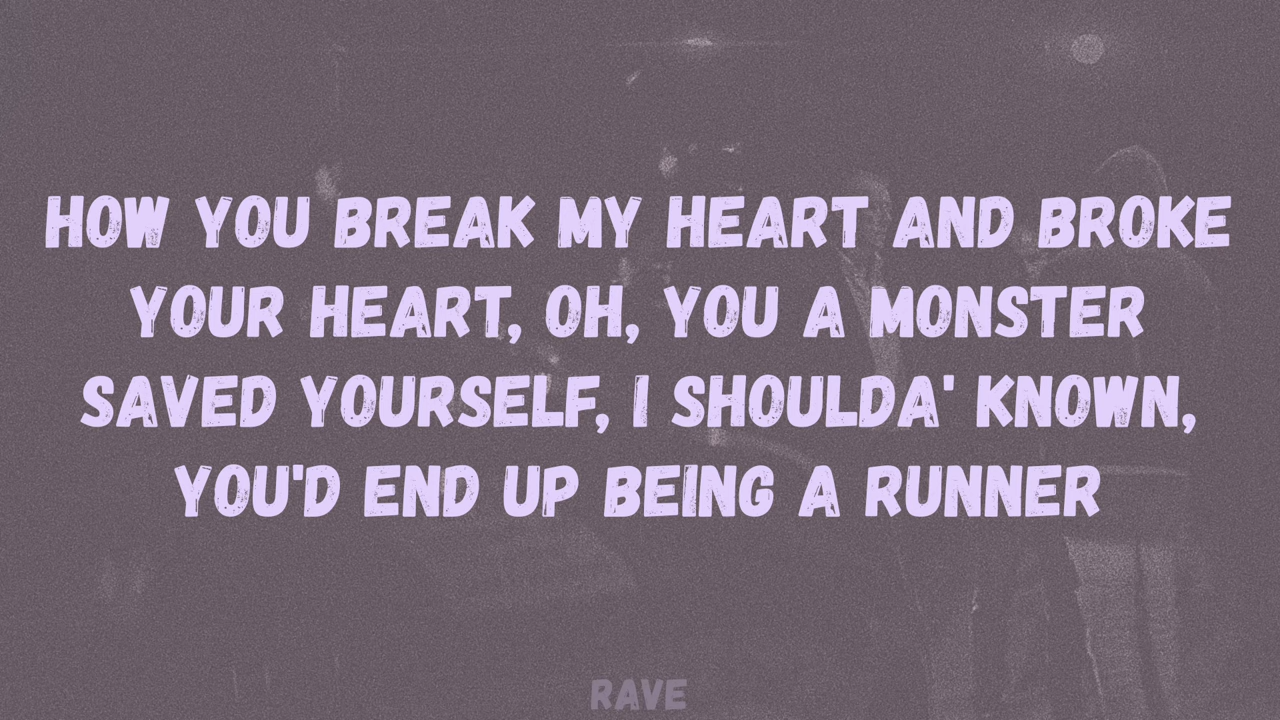 HOW YOU BREAK MY HEART AND BROKE
YOUR HEART, OH, YOU A MONSTER
SAVED YOURSELF, I SHOULDA' KNOWN,
YOU'D END UP BEING A RUNNER
RAVE